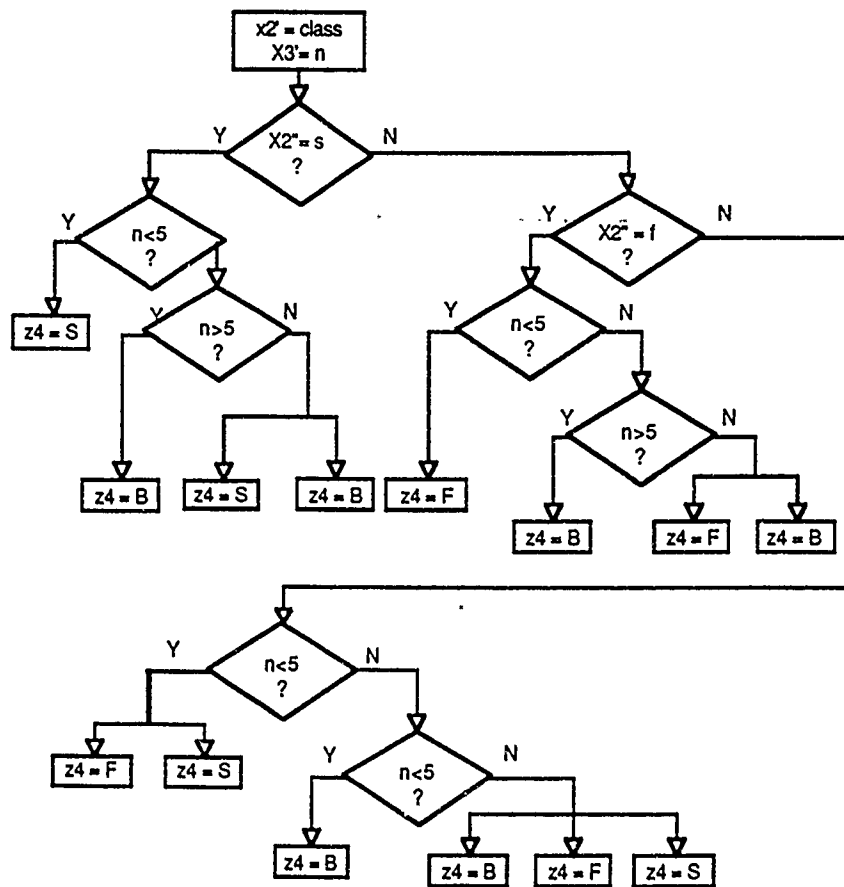 x2' = class
X3' = n
X2" = s
?
Y
N
n<5
?
Y
z4 = S
n>5
?
Y
N
z4 = B
z4 = S
z4 = B
X2" = f
?
Y
N
n<5
?
Y
N
z4 = F
n>5
?
Y
N
z4 = B
z4 = F
z4 = B
n<5
?
Y
N
z4 = F
z4 = S
n<5
?
Y
N
z4 = B
z4 = B
z4 = F
z4 = S